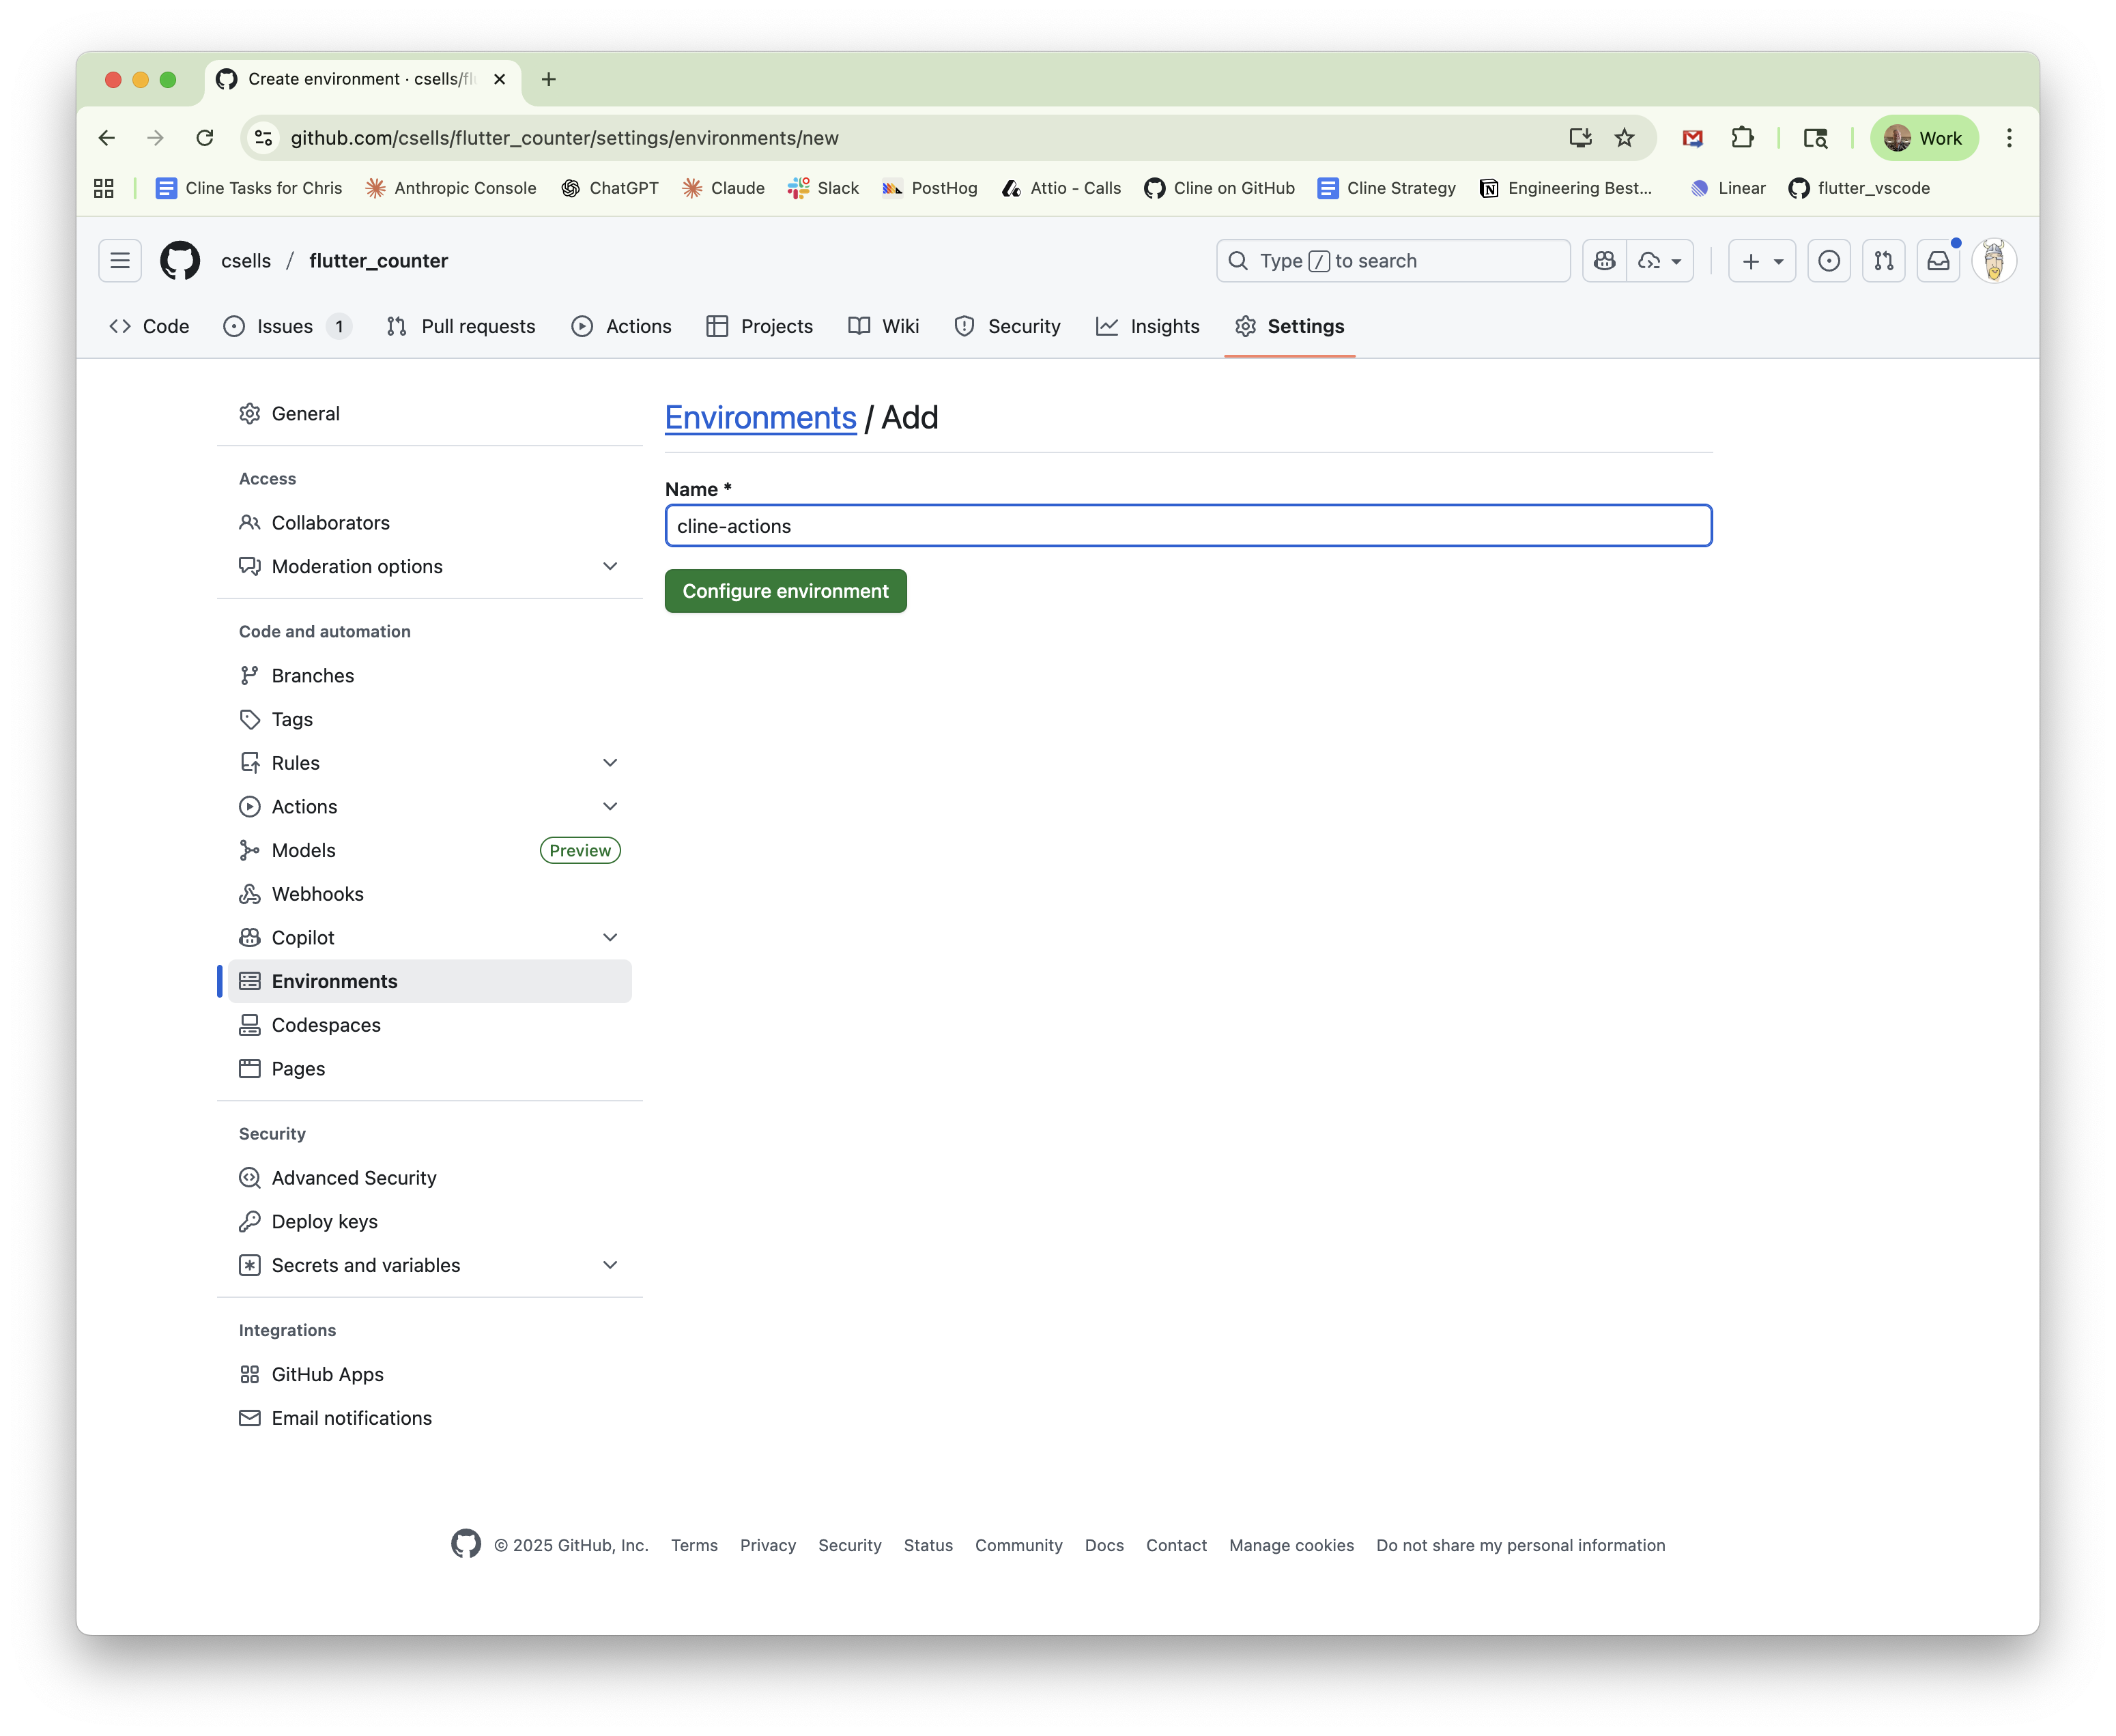 Create environment · csells/fl
github.com/csells/flutter_counter/settings/environments/new
Work
Cline Tasks for Chris
Anthropic Console
ChatGPT
Claude
Slack
PostHog
Attio - Calls
Cline on GitHub
Cline Strategy
Engineering Best...
Linear
flutter_vscode
csells / flutter_counter
Type / to search
Code
Issues 1
Pull requests
Actions
Projects
Wiki
Security
Insights
Settings
General
Access
Collaborators
Moderation options
Code and automation
Branches
Tags
Rules
Actions
Models Preview
Webhooks
Copilot
Environments
Codespaces
Pages
Security
Advanced Security
Deploy keys
Secrets and variables
Integrations
GitHub Apps
Email notifications
Environments / Add
Name *
cline-actions
Configure environment
© 2025 GitHub, Inc. Terms Privacy Security Status Community Docs Contact Manage cookies Do not share my personal information